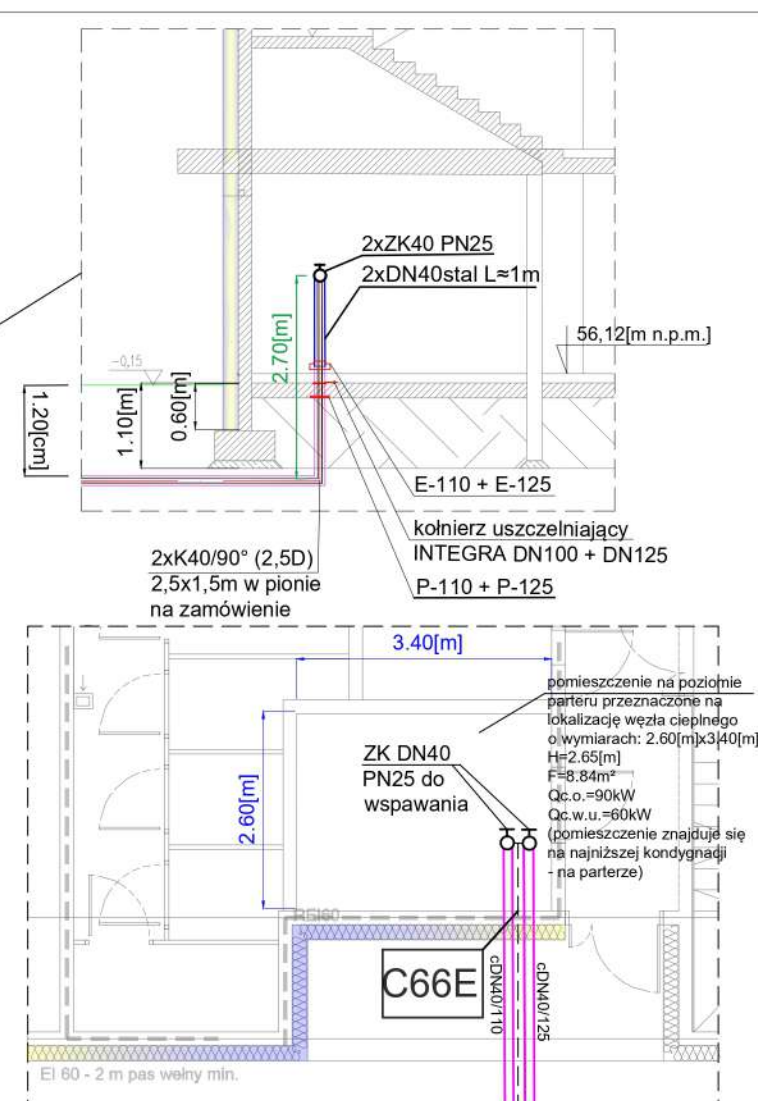 2xZK40 PN25
2xDN40stal L≈1m
56,12[m n.p.m.]
2.70[m]
-0,15
1.20[cm]
1.10[m]
0.60[m]
E-110 + E-125
kołnierz uszczelniający
INTEGRA DN100 + DN125
P-110 + P-125
2xK40/90° (2,5D)
2,5x1,5m w pionie
na zamówienie
3.40[m]
pomieszczenie na poziomie
parteru przeznaczone na
lokalizację węzła cieplnego
o wymiarach: 2.60[m]x3.40[m]
H=2.65[m]
F=8.84m²
Qc.o.=90kW
Qc.w.u.=60kW
(pomieszczenie znajduje się
na najniższej kondygnacji
- na parterze)
ZK DN40
PN25 do
wspawania
2.60[m]
REI60
C66E
cDN40/110
cDN40/125
EI 60 - 2 m pas wełny min.